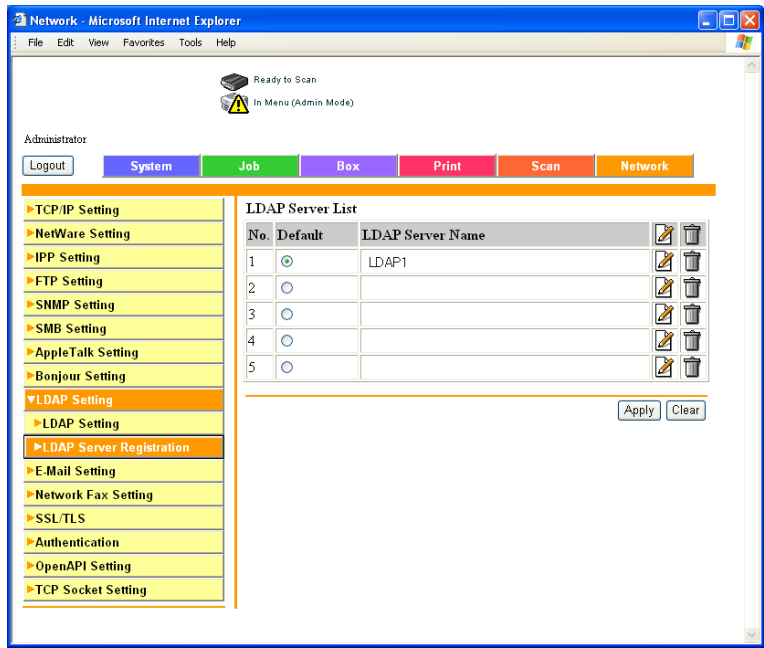 Network - Microsoft Internet Explorer
File Edit View Favorites Tools Help
Ready to Scan
In Menu (Admin Mode)
Administrator
Logout System Job Box Print Scan Network
TCP/IP Setting
NetWare Setting
IPP Setting
FTP Setting
SNMP Setting
SMB Setting
AppleTalk Setting
Bonjour Setting
LDAP Setting
LDAP Setting
LDAP Server Registration
E-Mail Setting
Network Fax Setting
SSL/TLS
Authentication
OpenAPI Setting
TCP Socket Setting
LDAP Server List
No. Default LDAP Server Name
1 LDAP1
2
3
4
5
Apply Clear